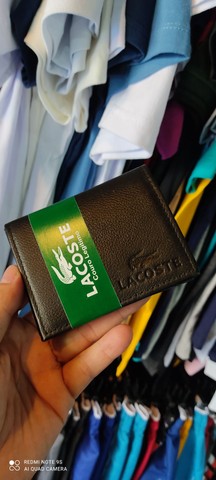 LACOSTE
Couro Legítimo
LACOSTE
REDMI NOTE 9S
AI QUAD CAMERA